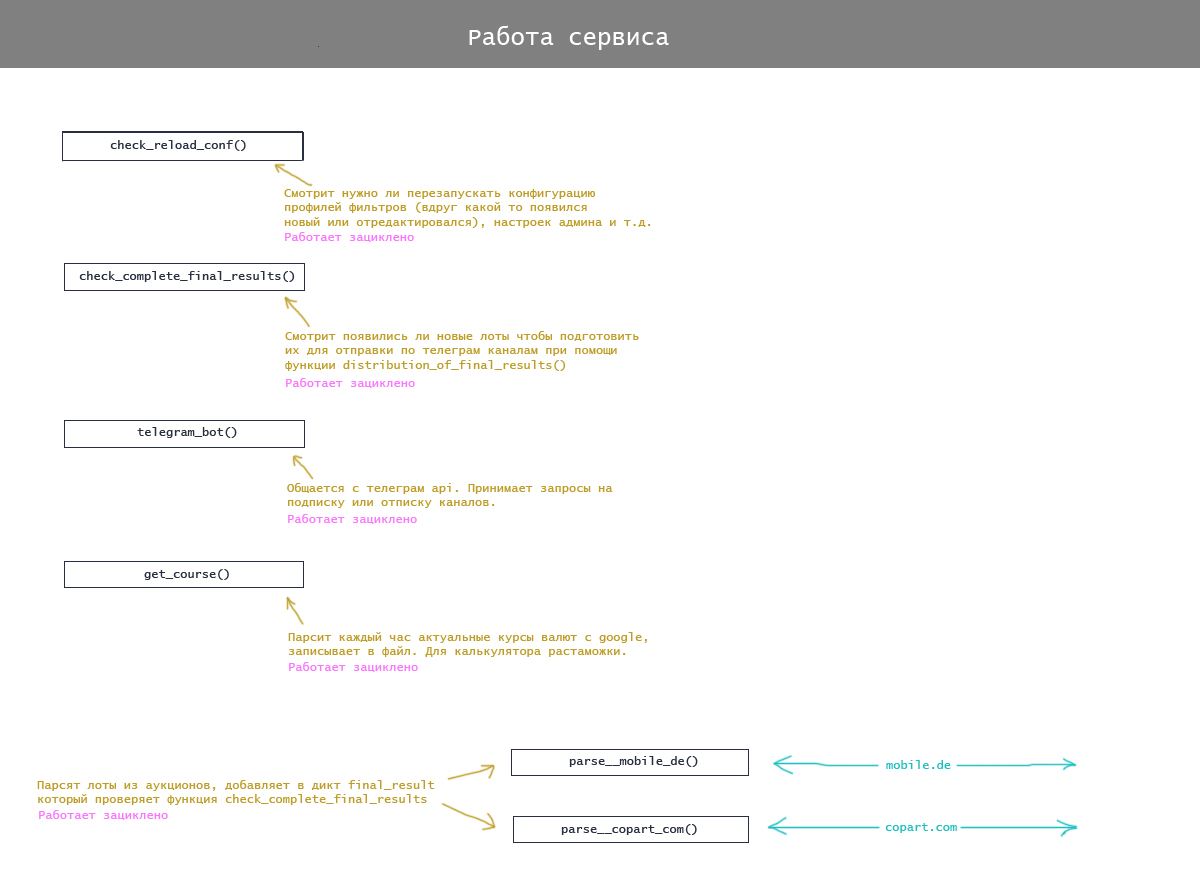 Работа сервиса
check_reload_conf()
Смотрит нужно ли перезапускать конфигурацию
профилей фильтров (вдруг какой то появился
новый или отредактировался), настроек админа и т.д.
Работает зациклено
check_complete_final_results()
Смотрит появились ли новые лоты чтобы подготовить
их для отправки по телеграм каналам при помощи
функции distribution_of_final_results()
Работает зациклено
telegram_bot()
Общается с телеграм api. Принимает запросы на
подписку или отписку каналов.
Работает зациклено
get_course()
Парсит каждый час актуальные курсы валют с google,
записывает в файл. Для калькулятора растаможки.
Работает зациклено
parse__mobile_de()
mobile.de
Парсят лоты из аукционов, добавляет в дикт final_result
который проверяет функция check_complete_final_results
Работает зациклено
parse__copart_com()
copart.com